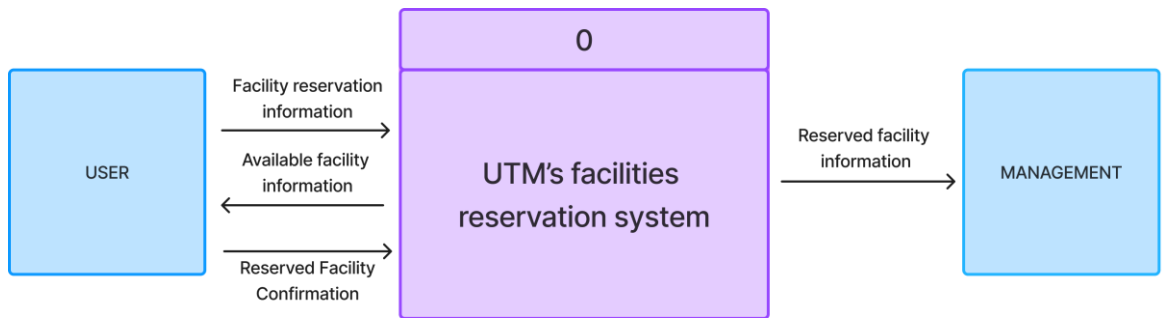 0
USER
Facility reservation
information
Available facility
information
Reserved Facility
Confirmation
UTM’s facilities
reservation system
Reserved facility
information
MANAGEMENT